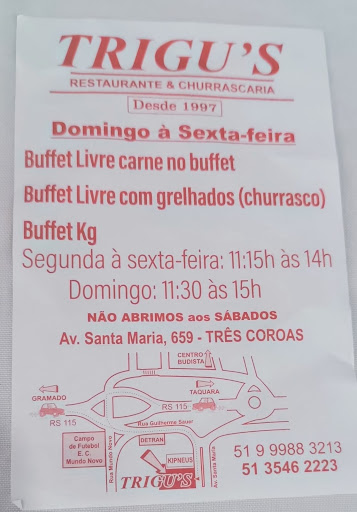 TRIGU'S
RESTAURANTE & CHURRASCARIA
Desde 1997
Domingo à Sexta-feira
Buffet Livre carne no buffet
Buffet Livre com grelhados (churrasco)
Buffet Kg
Segunda à sexta-feira: 11:15h às 14h
Domingo: 11:30 às 15h
NÃO ABRIMOS aos SÁBADOS
Av. Santa Maria, 659 - TRÊS COROAS
CENTRO
BUDISTA
GRAMADO
RS 115
TAQUARA
RS 115
Rua Guilherme Sauer
Campo
de Futebol
E. C.
Mundo Novo
Rua Mundo Novo
DETRAN
KIPNEUS
TRIGU'S
Av. Santa Maria
51 9 9988 3213
51 3546 2223